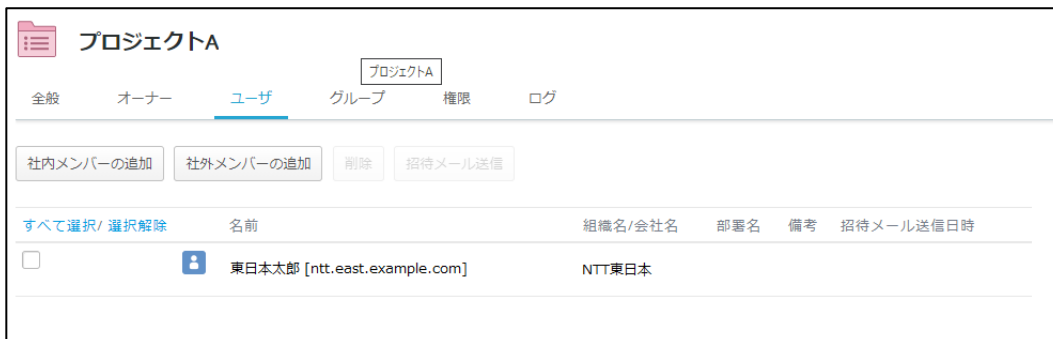 プロジェクトA
プロジェクトA
全般 オーナー ユーザ グループ 権限 ログ
社内メンバーの追加 社外メンバーの追加 削除 招待メール送信
すべて選択/ 選択解除 名前 組織名/会社名 部署名 備考 招待メール送信日時
東日本太郎 [ntt.east.example.com] NTT東日本